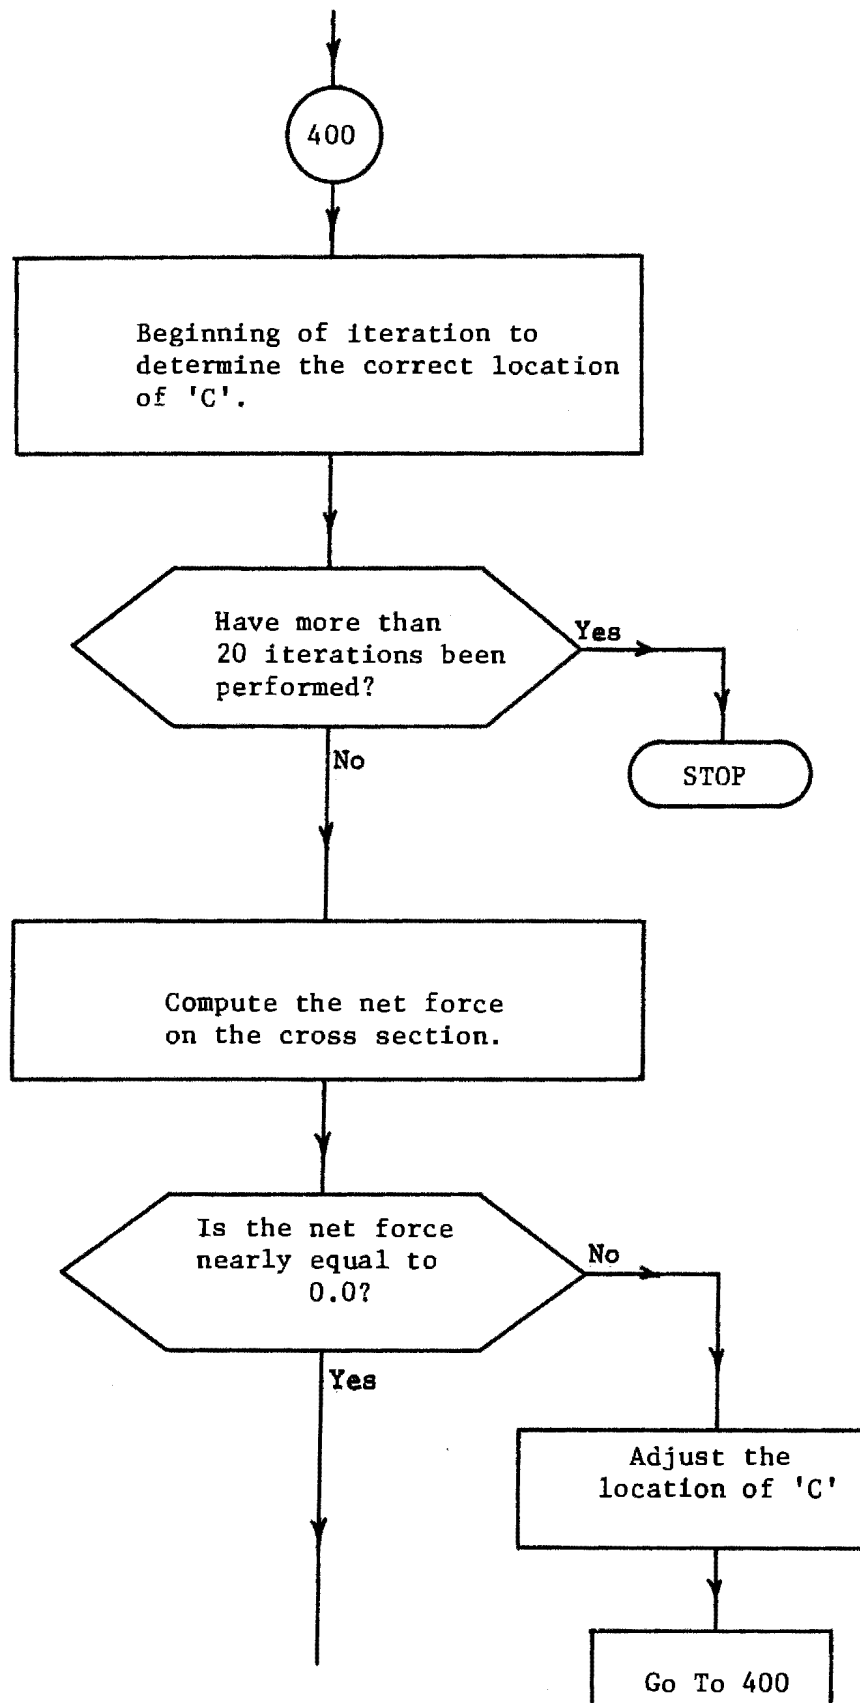 400
Beginning of iteration to
determine the correct location
of 'C'.
Have more than
20 iterations been
performed?
Yes
STOP
No
Compute the net force
on the cross section.
Is the net force
nearly equal to
0.0?
No
Yes
Adjust the
location of 'C'
Go To 400